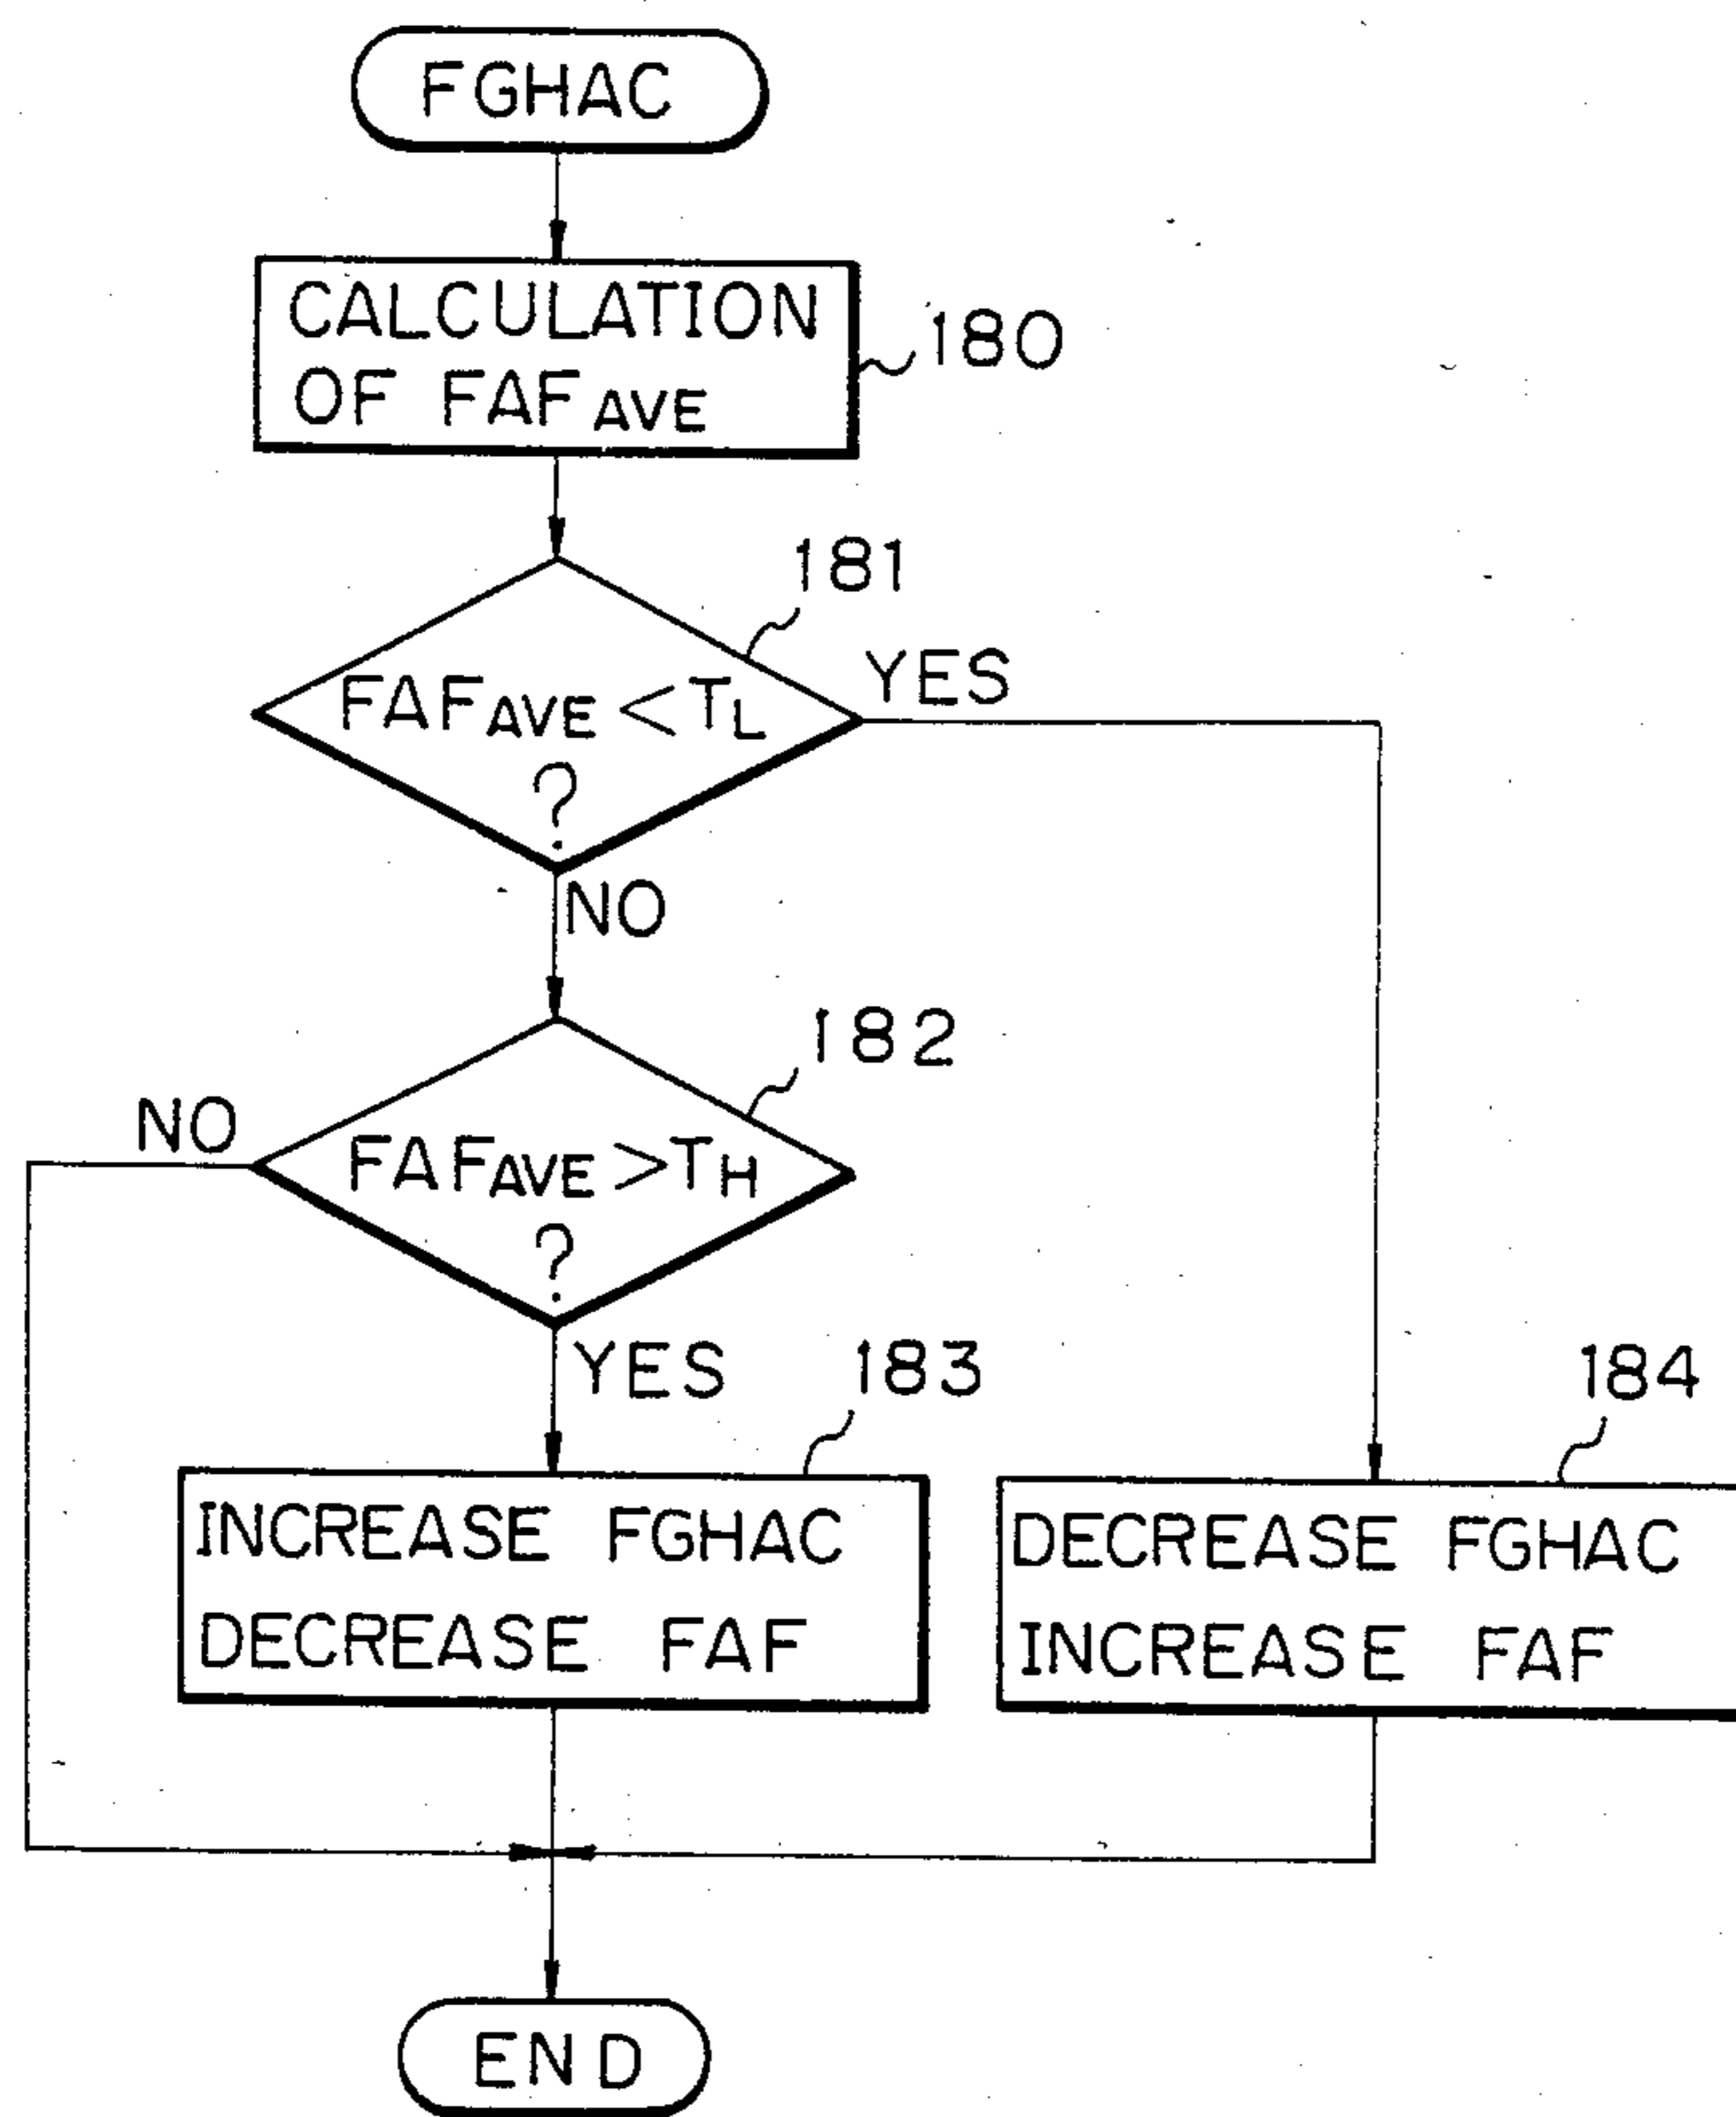 FGHAC
CALCULATION
OF FAFAVE
180
181
YES
FAFAVE<TL
?
NO
182
NO
FAFAVE>TH
?
YES
183
184
INCREASE FGHAC
DECREASE FAF
DECREASE FGHAC
INCREASE FAF
END